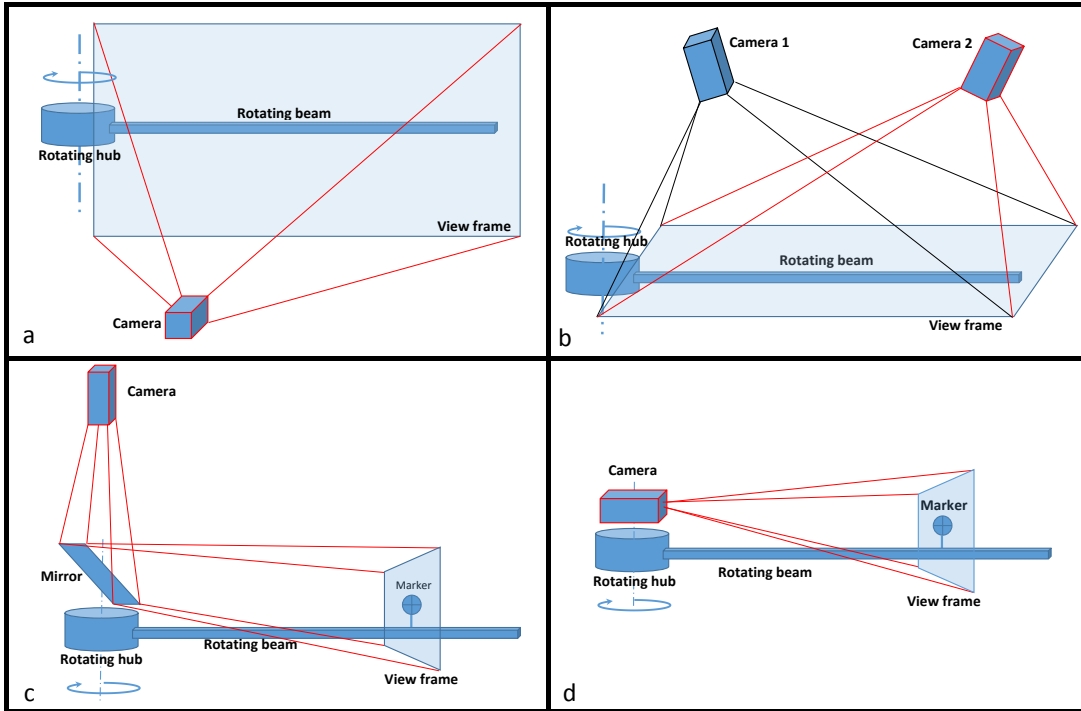 Rotating beam
Rotating hub
View frame
Camera
a
Camera 1
Camera 2
Rotating hub
Rotating beam
View frame
b
Camera
Mirror
Marker
Rotating beam
Rotating hub
View frame
c
Camera
Marker
Rotating hub
Rotating beam
View frame
d